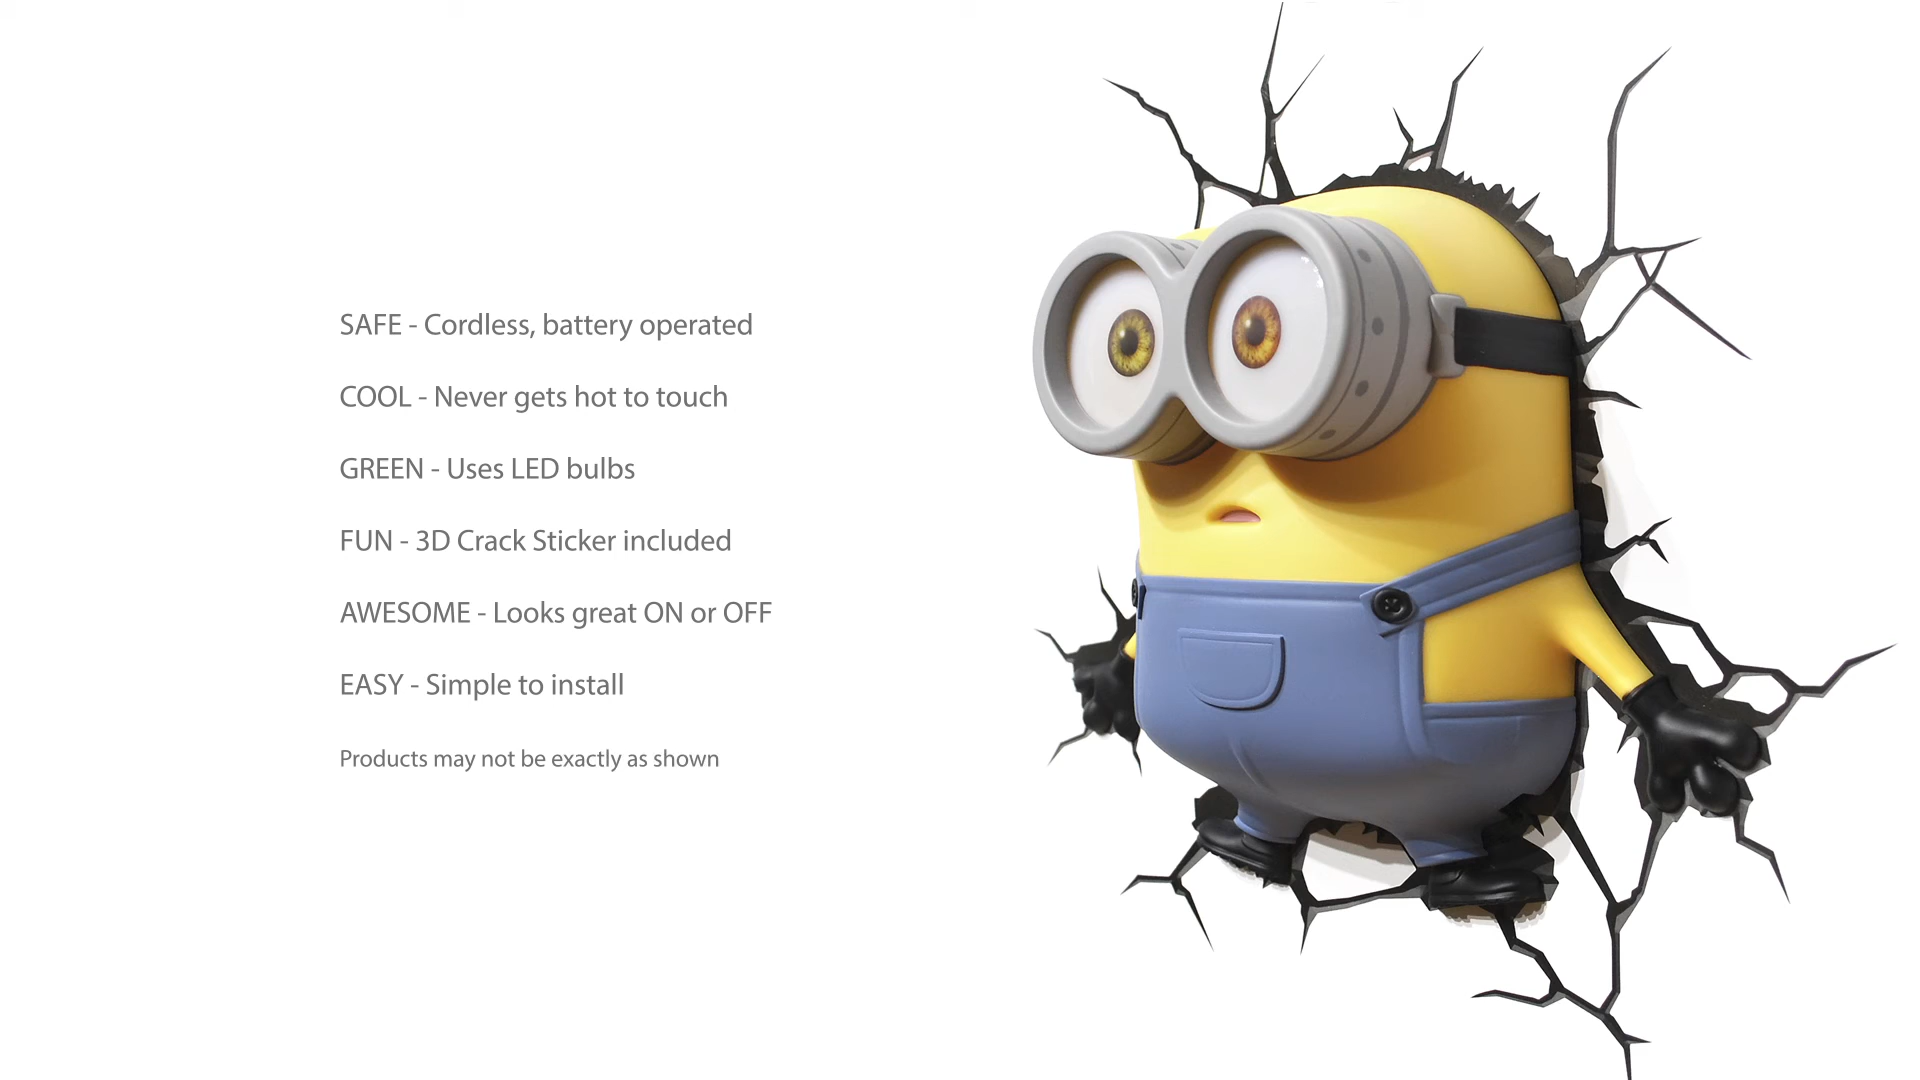 SAFE - Cordless, battery operated
COOL - Never gets hot to touch
GREEN - Uses LED bulbs
FUN - 3D Crack Sticker included
AWESOME - Looks great ON or OFF
EASY - Simple to install
Products may not be exactly as shown